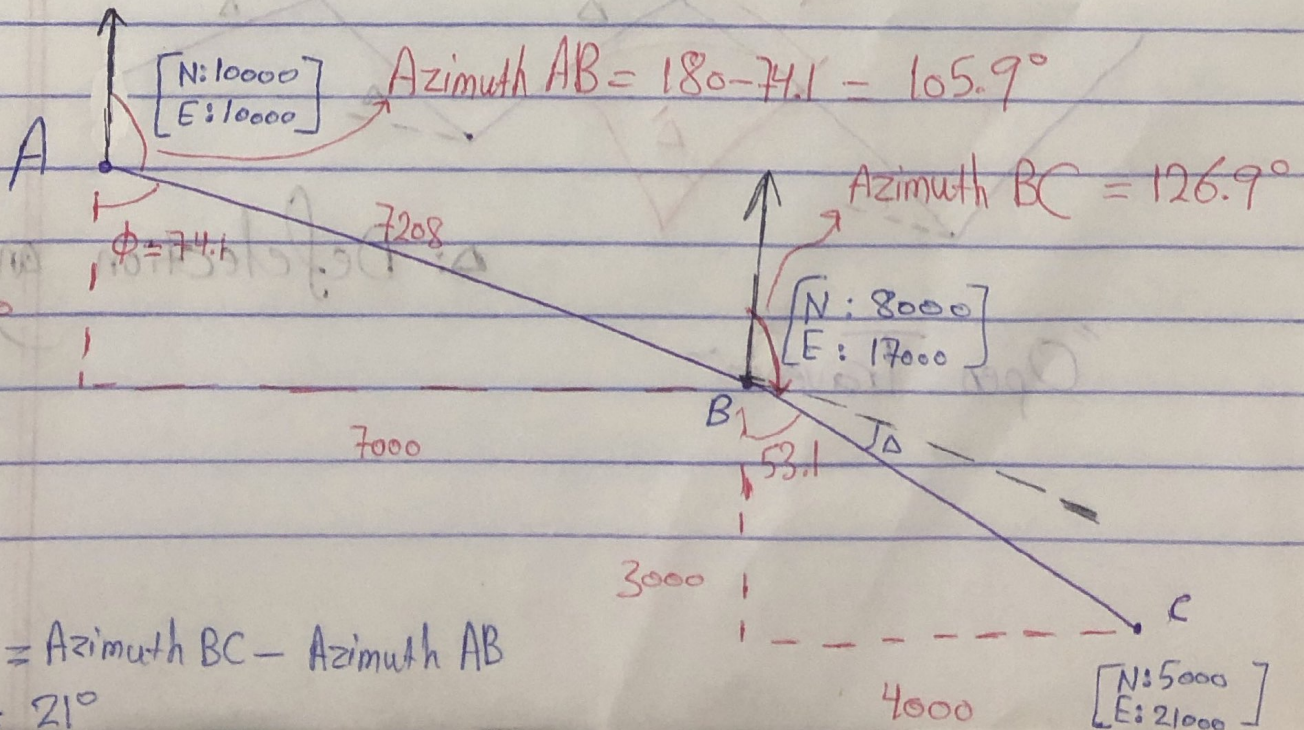 [N:10000]
[E:10000]
Azimuth AB = 180-74.1 = 105.9°
A
Azimuth BC = 126.9°
7208
Φ=74.1
[N: 8000]
[E: 17000]
B
Δ
7000
53.1
3000
C
= Azimuth BC - Azimuth AB
21°
4000
[N:5000]
[E:21000]